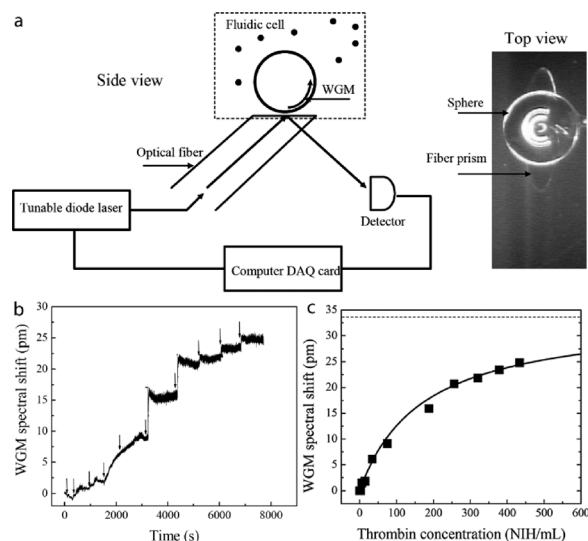 a
Fluidic cell
Side view
WGM
Top view
Sphere
Optical fiber
Fiber prism
Tunable diode laser
Detector
Computer DAQ card
b
WGM spectral shift (pm)
30
25
20
15
10
5
0
0 2000 4000 6000 8000
Time (s)
c
WGM spectral shift (pm)
35
30
25
20
15
10
5
0
0 100 200 300 400 500 600
Thrombin concentration (NIH/mL)